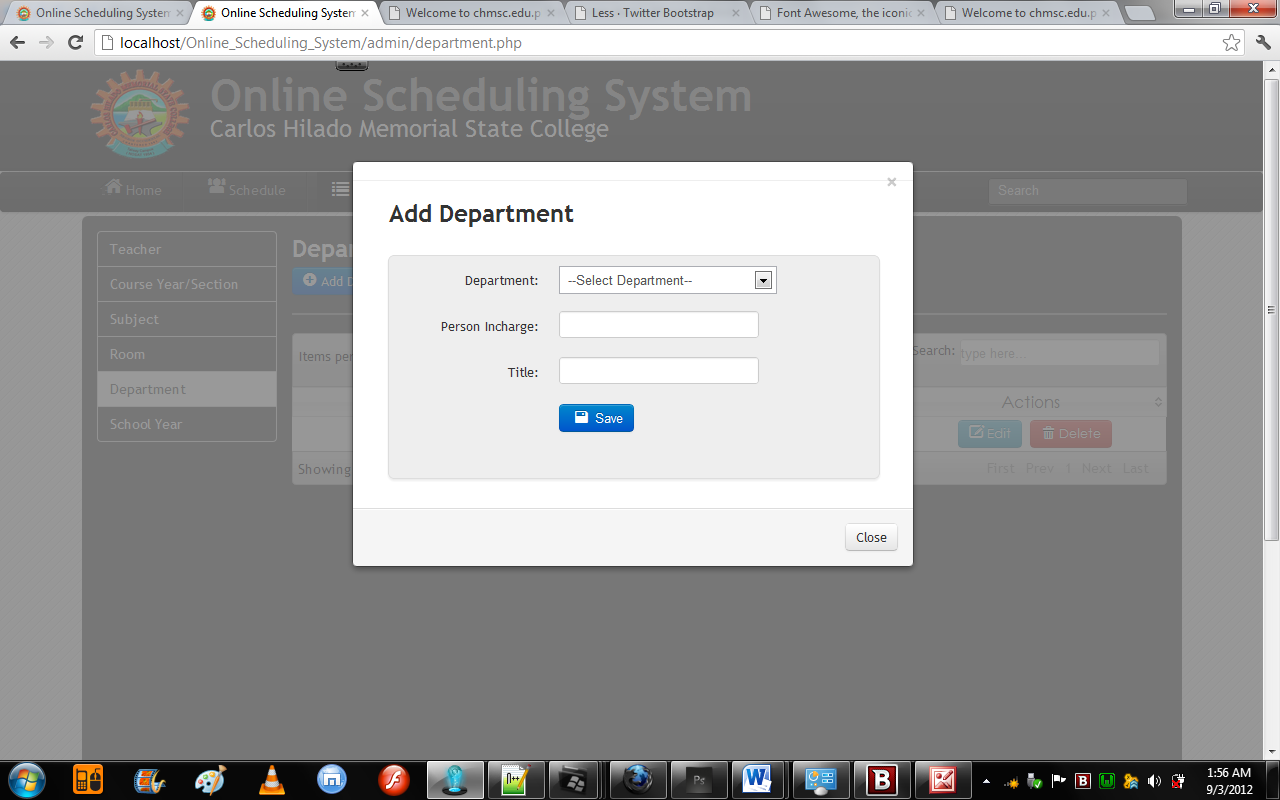 Online Scheduling System
Online Scheduling System
Welcome to chmsc.edu.p
Less · Twitter Bootstrap
Font Awesome, the iconic
Welcome to chmsc.edu.p
localhost/Online_Scheduling_System/admin/department.php
Online Scheduling System
Carlos Hilado Memorial State College
Home
Schedule
Search
Teacher
Course Year/Section
Subject
Room
Department
School Year
Depar
Add D
Items per
Search: type here...
Actions
Edit Delete
Showing
First Prev 1 Next Last
×
Add Department
Department: --Select Department--
Person Incharge:
Title:
Save
Close
1:56 AM
9/3/2012